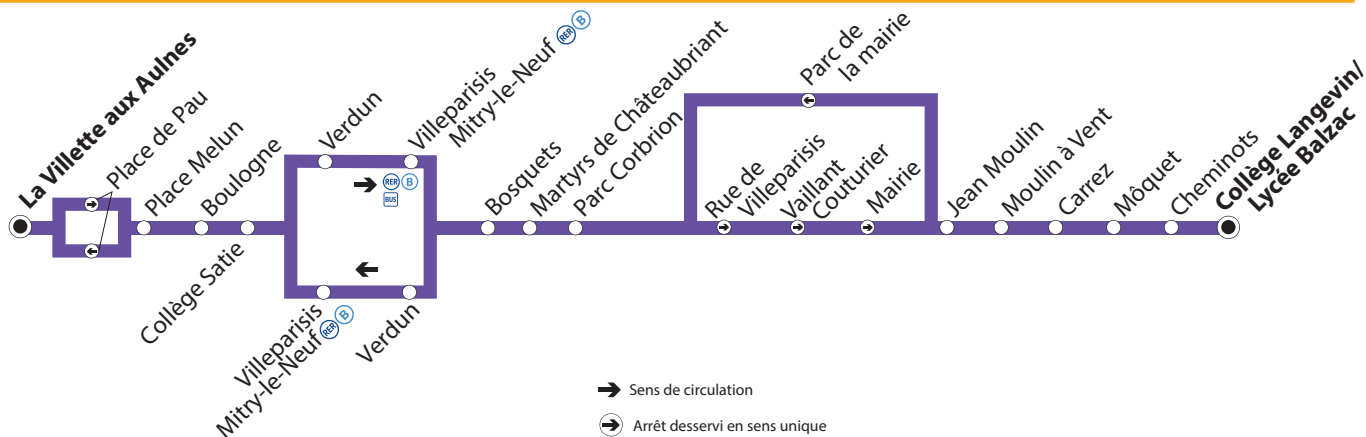 La Villette aux Aulnes
Place de Pau
Place Melun
Boulogne
Collège Satie
Verdun
Villeparisis
Mitry-le-Neuf RER B
RER B
BUS
Villeparisis
Mitry-le-Neuf RER B
Verdun
Bosquets
Martyrs de Châteaubriant
Parc Corbrion
Parc de
la mairie
Rue de
Villeparisis
Vaillant
Couturier
Mairie
Jean Moulin
Moulin à Vent
Carrez
Môquet
Cheminots
Collège Langevin/
Lycée Balzac
Sens de circulation
Arrêt desservi en sens unique